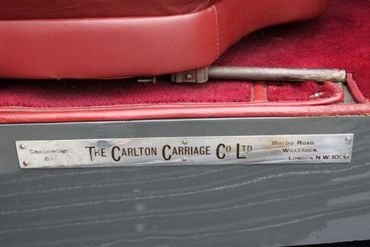 Coachwork
By
The Carlton Carriage Co Ltd
Waldo Road,
Willesden,
London N.W.10.